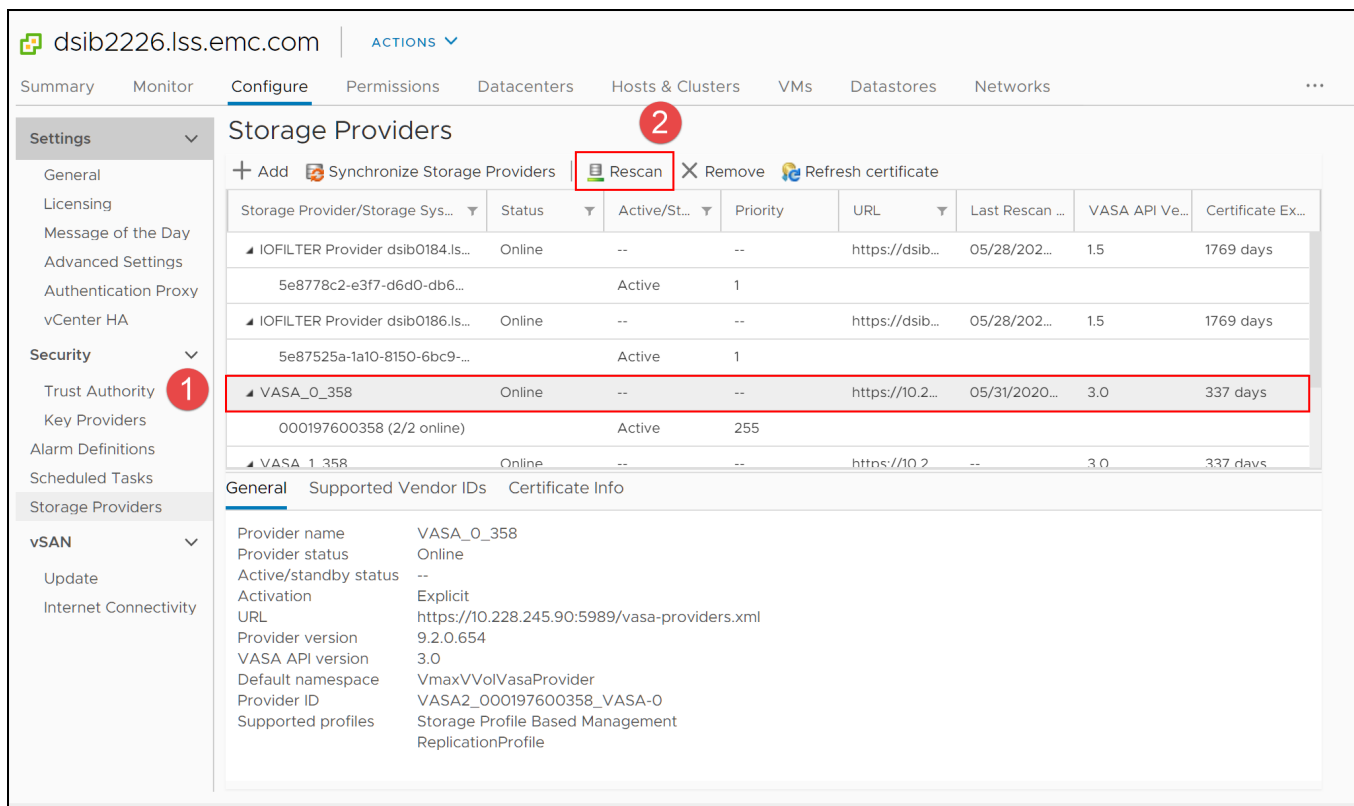 dsib2226.lss.emc.com ACTIONS
Summary Monitor Configure Permissions Datacenters Hosts & Clusters VMs Datastores Networks ...
Settings
General
Licensing
Message of the Day
Advanced Settings
Authentication Proxy
vCenter HA
Security
Trust Authority
Key Providers
Alarm Definitions
Scheduled Tasks
Storage Providers
vSAN
Update
Internet Connectivity
Storage Providers
2
Add Synchronize Storage Providers Rescan Remove Refresh certificate
Storage Provider/Storage Sys... Status Active/St... Priority URL Last Rescan ... VASA API Ve... Certificate Ex...
IOFILTER Provider dsib0184.ls... Online -- -- https://dsib... 05/28/202... 1.5 1769 days
5e8778c2-e3f7-d6d0-db6... Active 1
IOFILTER Provider dsib0186.ls... Online -- -- https://dsib... 05/28/202... 1.5 1769 days
5e87525a-1a10-8150-6bc9-... Active 1
1
VASA_0_358 Online -- -- https://10.2... 05/31/2020... 3.0 337 days
000197600358 (2/2 online) Active 255
VASA_1_358 Online -- -- https://10.2 -- 3.0 337 days
General Supported Vendor IDs Certificate Info
Provider name VASA_0_358
Provider status Online
Active/standby status --
Activation Explicit
URL https://10.228.245.90:5989/vasa-providers.xml
Provider version 9.2.0.654
VASA API version 3.0
Default namespace VmaxVVolVasaProvider
Provider ID VASA2_000197600358_VASA-0
Supported profiles Storage Profile Based Management
ReplicationProfile